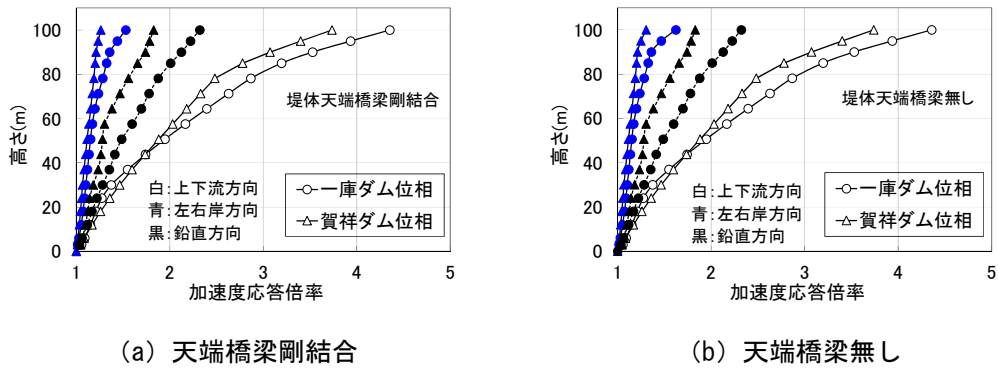 100
80
60
40
20
0
高さ(m)
堤体天端橋梁剛結合
白:上下流方向
青:左右岸方向
黒:鉛直方向
一庫ダム位相
賀祥ダム位相
1 2 3 4 5
加速度応答倍率
(a) 天端橋梁剛結合
100
80
60
40
20
0
高さ(m)
堤体天端橋梁無し
白:上下流方向
青:左右岸方向
黒:鉛直方向
一庫ダム位相
賀祥ダム位相
1 2 3 4 5
加速度応答倍率
(b) 天端橋梁無し